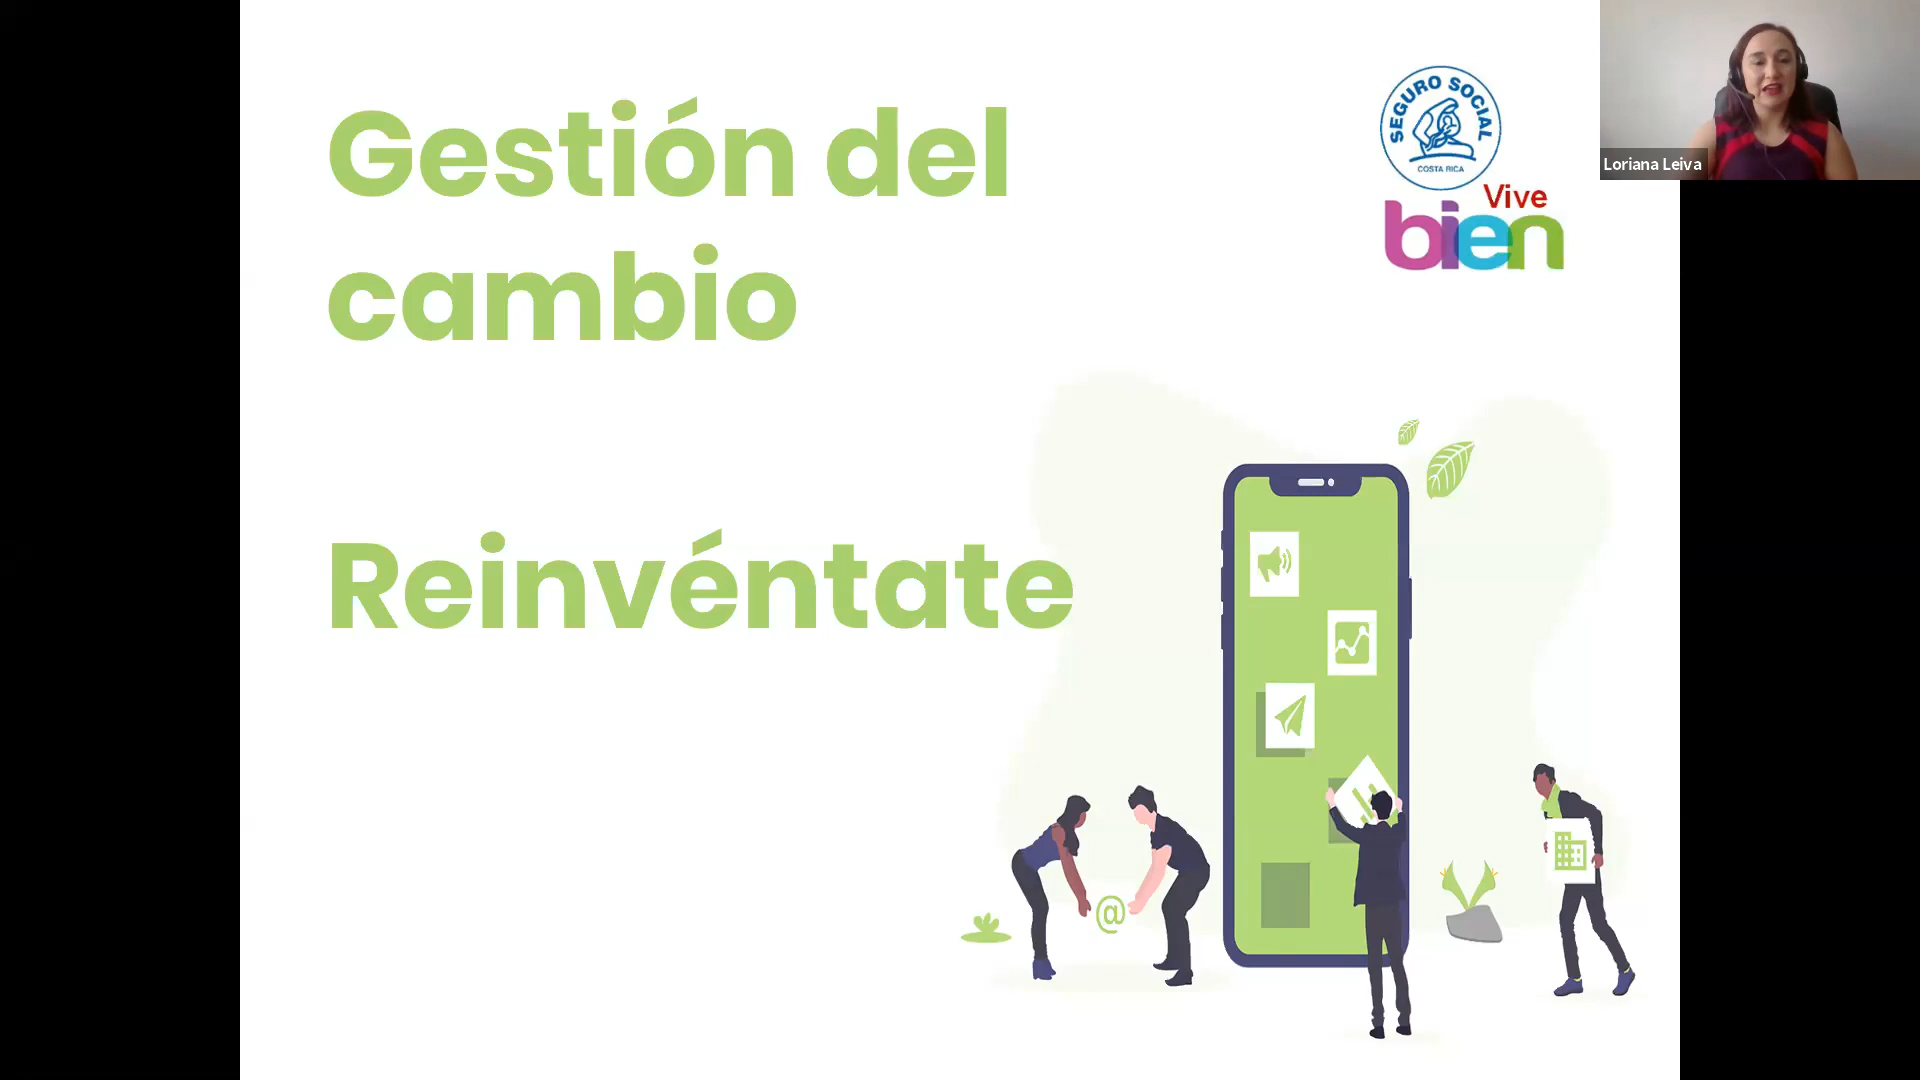 Gestión del
cambio
Reinvéntate
SEGURO SOCIAL
COSTA RICA
Vive
bien
@
Loriana Leiva